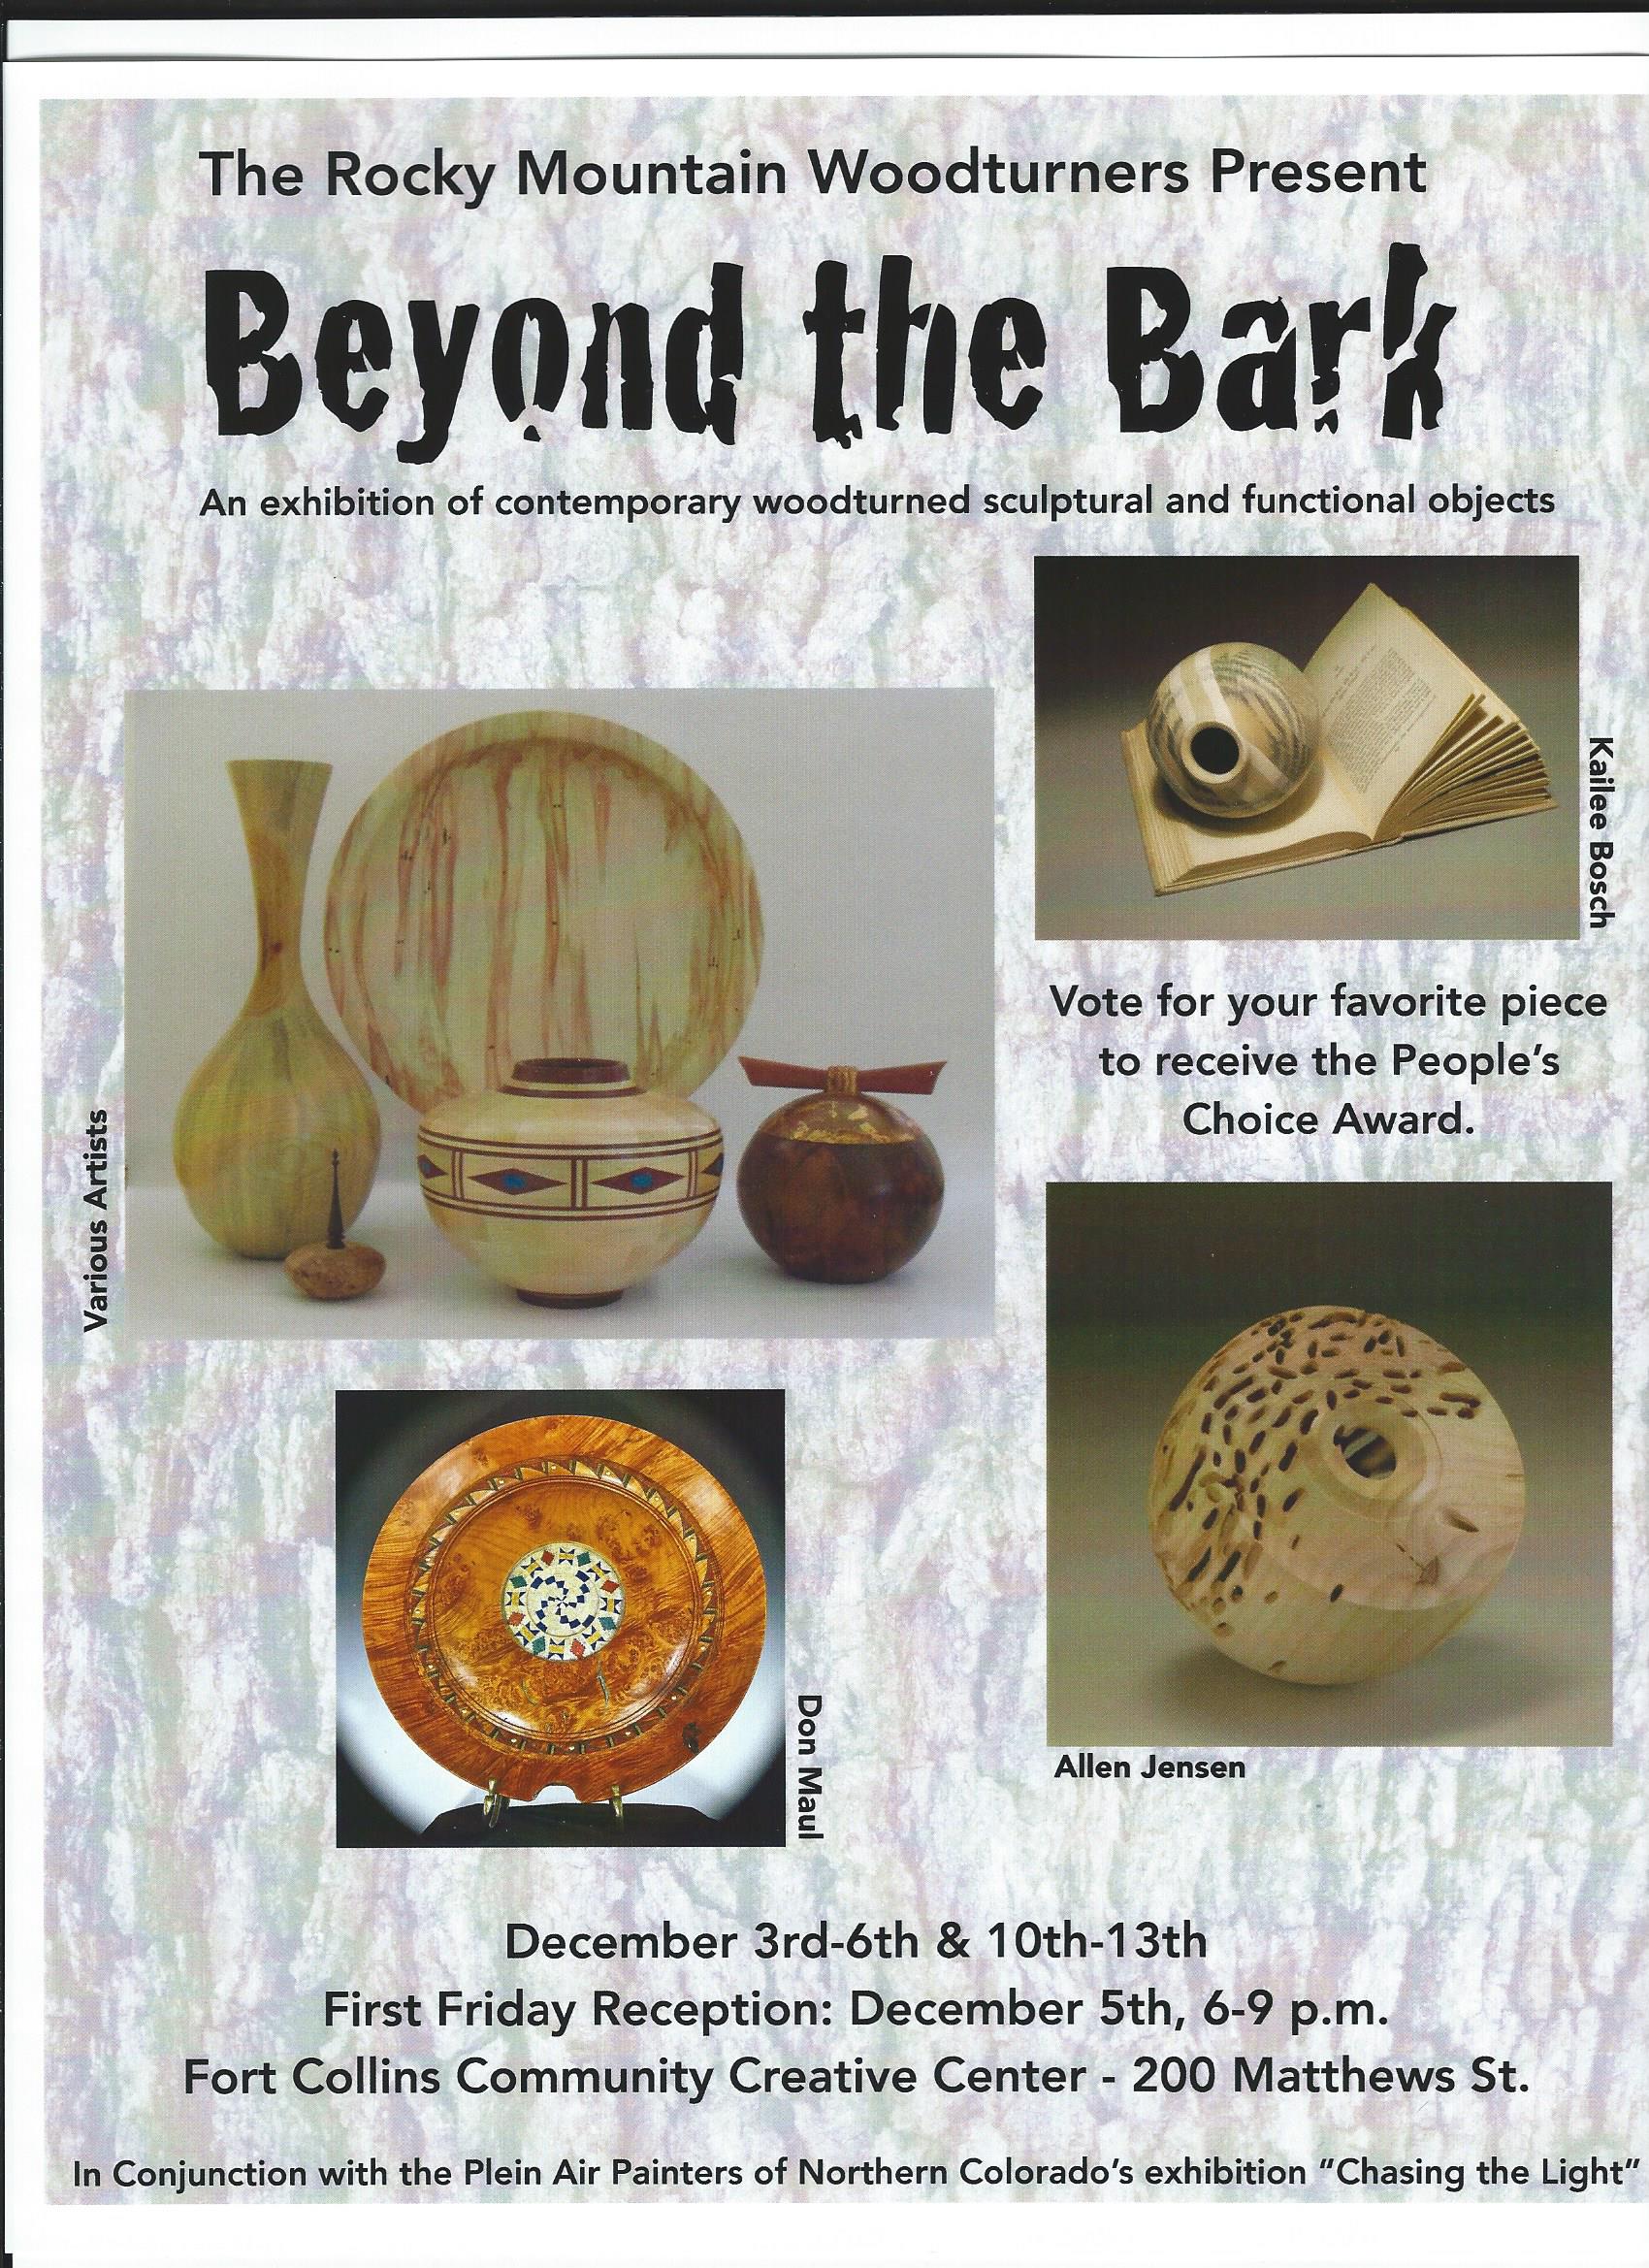 The Rocky Mountain Woodturners Present
Beyond the Bark
An exhibition of contemporary woodturned sculptural and functional objects
Kailee Bosch
Vote for your favorite piece
to receive the People's
Choice Award.
Various Artists
Don Maul
Allen Jensen
December 3rd-6th & 10th-13th
First Friday Reception: December 5th, 6-9 p.m.
Fort Collins Community Creative Center - 200 Matthews St.
In Conjunction with the Plein Air Painters of Northern Colorado's exhibition "Chasing the Light"